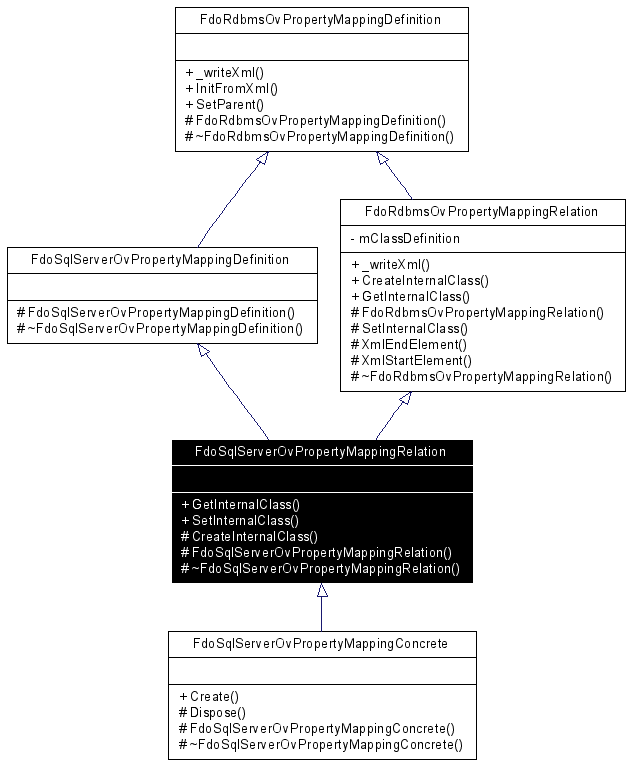 FdoRdbmsOvPropertyMappingDefinition
+ _writeXml()
+ InitFromXml()
+ SetParent()
# FdoRdbmsOvPropertyMappingDefinition()
# ~FdoRdbmsOvPropertyMappingDefinition()
FdoRdbmsOvPropertyMappingRelation
- mClassDefinition
+ _writeXml()
+ CreateInternalClass()
+ GetInternalClass()
# FdoRdbmsOvPropertyMappingRelation()
# SetInternalClass()
# XmlEndElement()
# XmlStartElement()
# ~FdoRdbmsOvPropertyMappingRelation()
FdoSqlServerOvPropertyMappingDefinition
# FdoSqlServerOvPropertyMappingDefinition()
# ~FdoSqlServerOvPropertyMappingDefinition()
FdoSqlServerOvPropertyMappingRelation
+ GetInternalClass()
+ SetInternalClass()
# CreateInternalClass()
# FdoSqlServerOvPropertyMappingRelation()
# ~FdoSqlServerOvPropertyMappingRelation()
FdoSqlServerOvPropertyMappingConcrete
+ Create()
# Dispose()
# FdoSqlServerOvPropertyMappingConcrete()
# ~FdoSqlServerOvPropertyMappingConcrete()